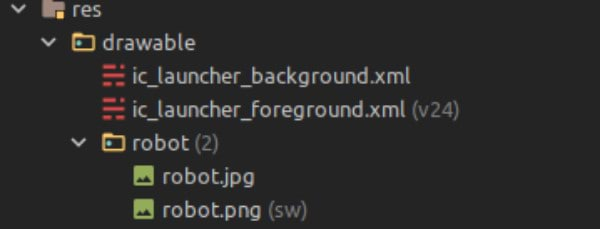 res
drawable
ic_launcher_background.xml
ic_launcher_foreground.xml (v24)
robot (2)
robot.jpg
robot.png (sw)